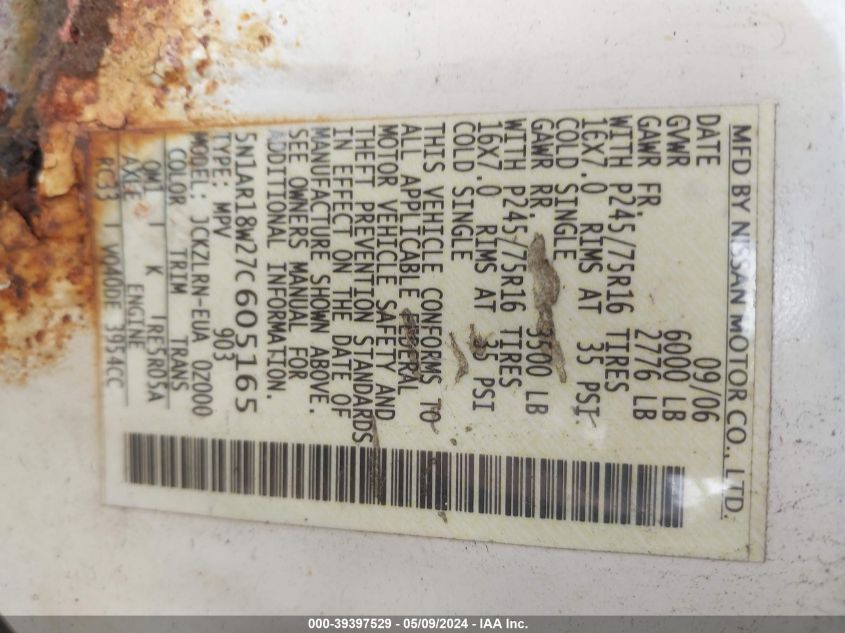 MFD BY NISSAN MOTOR CO., LTD.
DATE 09/06
GVWR 6000 LB
GAWR FR. 2776 LB
WITH P245/75R16 TIRES
16X7.0 RIMS AT 35 PSI
COLD SINGLE
GAWR RR. 3500 LB
WITH P245/75R16 TIRES
16X7.0 RIMS AT 35 PSI
COLD SINGLE
THIS VEHICLE CONFORMS TO
ALL APPLICABLE FEDERAL
MOTOR VEHICLE SAFETY AND
THEFT PREVENTION STANDARDS
IN EFFECT ON THE DATE OF
MANUFACTURE SHOWN ABOVE.
SEE OWNERS MANUAL FOR
ADDITIONAL INFORMATION.
5N1AR18W27C605165
TYPE: MPV 903
MODEL: JCKZLRN-EUA 02000
COLOR TRIM TRANS
QM1 K RE5R05A
AXLE ENGINE
RC33 VQ40DE 3954CC
000-39397529 - 05/09/2024 - IAA Inc.